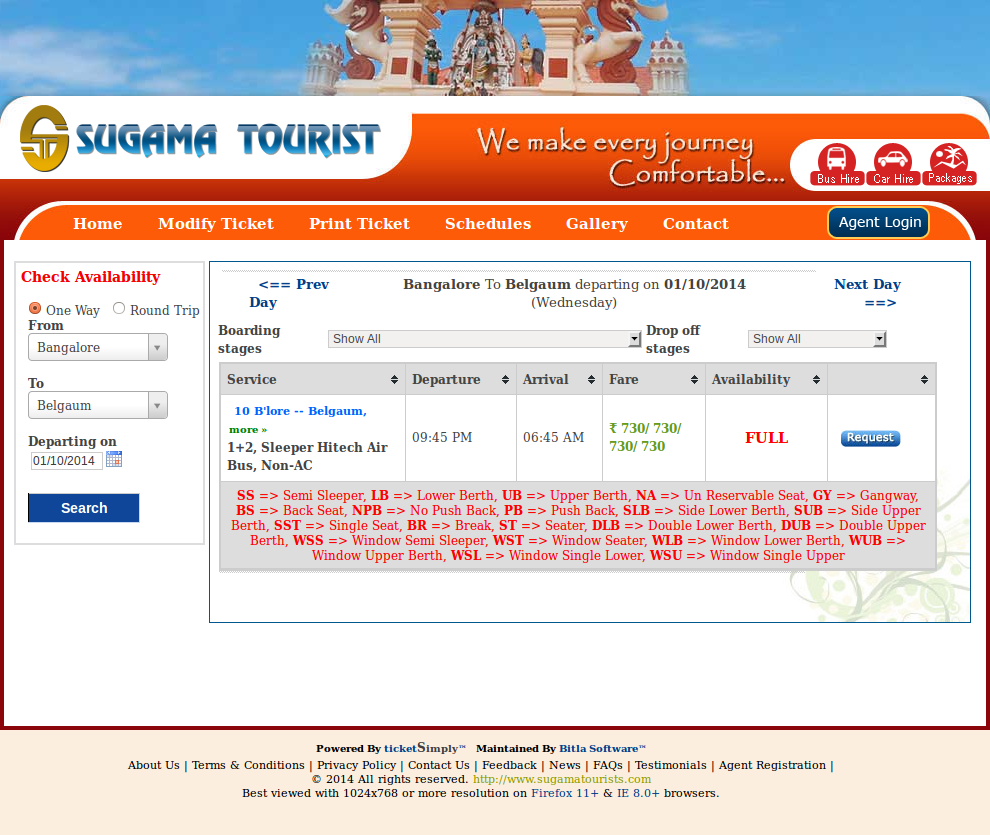 SUGAMA TOURIST
We make every journey
Comfortable...
Bus Hire Car Hire Packages
Home Modify Ticket Print Ticket Schedules Gallery Contact Agent Login
Check Availability
One Way Round Trip
From
Bangalore
To
Belgaum
Departing on
01/10/2014
Search
<== Prev Day
Bangalore To Belgaum departing on 01/10/2014
(Wednesday)
Next Day
==>
Boarding stages
Show All
Drop off stages
Show All
Service Departure Arrival Fare Availability
10 B'lore -- Belgaum,
more »
1+2, Sleeper Hitech Air
Bus, Non-AC
09:45 PM
06:45 AM
₹ 730/ 730/
730/ 730
FULL
Request
SS => Semi Sleeper, LB => Lower Berth, UB => Upper Berth, NA => Un Reservable Seat, GY => Gangway,
BS => Back Seat, NPB => No Push Back, PB => Push Back, SLB => Side Lower Berth, SUB => Side Upper
Berth, SST => Single Seat, BR => Break, ST => Seater, DLB => Double Lower Berth, DUB => Double Upper
Berth, WSS => Window Semi Sleeper, WST => Window Seater, WLB => Window Lower Berth, WUB =>
Window Upper Berth, WSL => Window Single Lower, WSU => Window Single Upper
Powered By ticketSimply™ Maintained By Bitla Software™
About Us | Terms & Conditions | Privacy Policy | Contact Us | Feedback | News | FAQs | Testimonials | Agent Registration |
© 2014 All rights reserved. http://www.sugamatourists.com
Best viewed with 1024x768 or more resolution on Firefox 11+ & IE 8.0+ browsers.